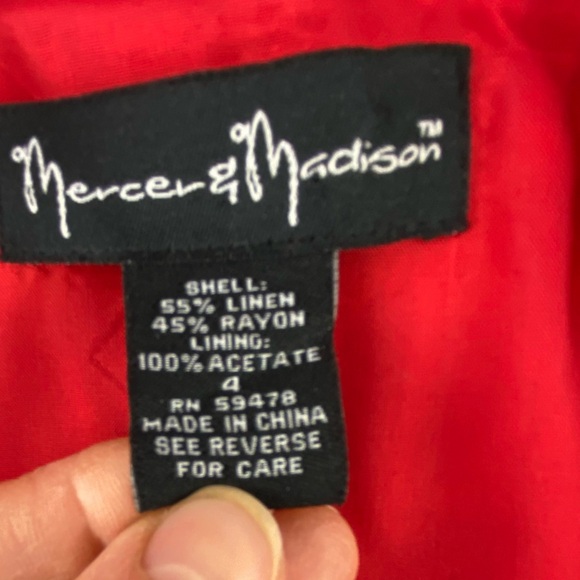 Mercer & Madison™
SHELL:
55% LINEN
45% RAYON
LINING:
100% ACETATE
4
RN 59478
MADE IN CHINA
SEE REVERSE
FOR CARE